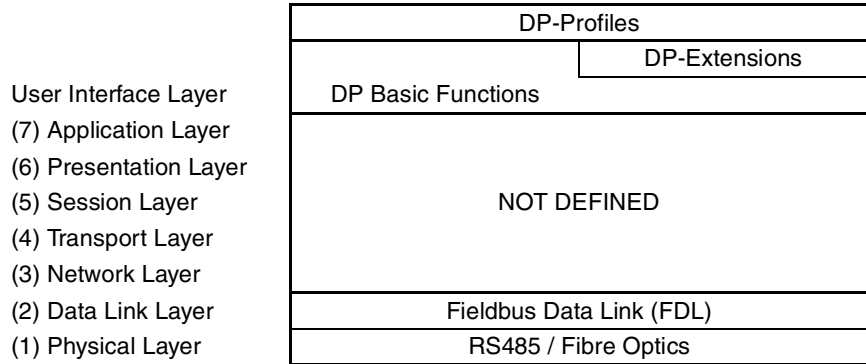 DP-Profiles
DP-Extensions
User Interface Layer DP Basic Functions
(7) Application Layer
(6) Presentation Layer
(5) Session Layer NOT DEFINED
(4) Transport Layer
(3) Network Layer
(2) Data Link Layer Fieldbus Data Link (FDL)
(1) Physical Layer RS485 / Fibre Optics